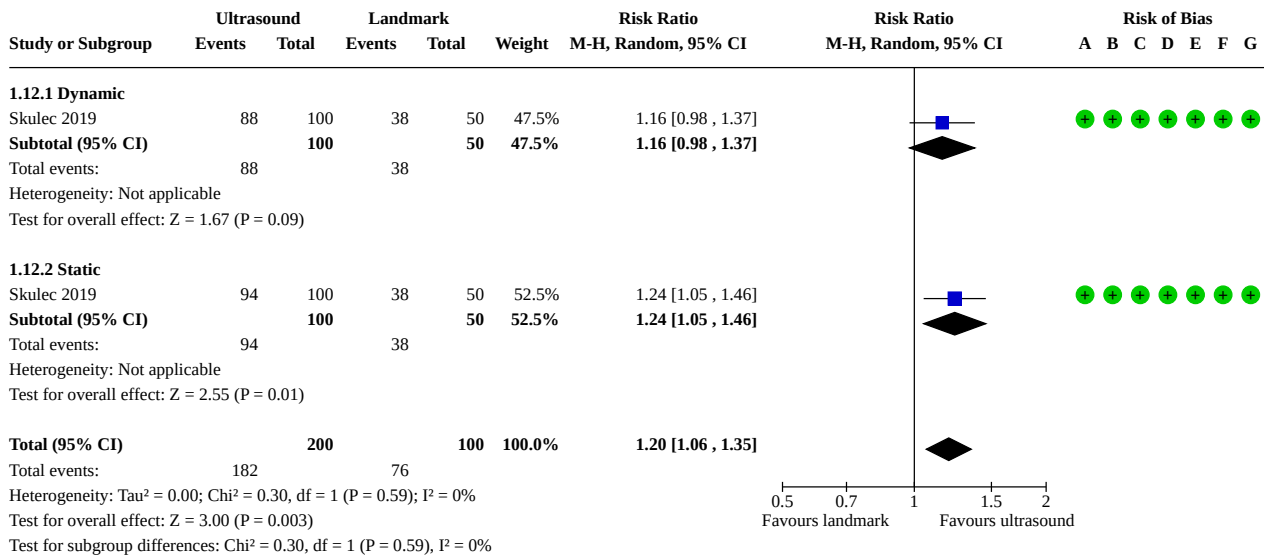 Ultrasound Landmark Risk Ratio Risk Ratio Risk of Bias
Study or Subgroup Events Total Events Total Weight M-H, Random, 95% CI M-H, Random, 95% CI A B C D E F G
1.12.1 Dynamic
Skulec 2019 88 100 38 50 47.5% 1.16 [0.98 , 1.37] + + + + + + +
Subtotal (95% CI) 100 50 47.5% 1.16 [0.98 , 1.37]
Total events: 88 38
Heterogeneity: Not applicable
Test for overall effect: Z = 1.67 (P = 0.09)
1.12.2 Static
Skulec 2019 94 100 38 50 52.5% 1.24 [1.05 , 1.46] + + + + + + +
Subtotal (95% CI) 100 50 52.5% 1.24 [1.05 , 1.46]
Total events: 94 38
Heterogeneity: Not applicable
Test for overall effect: Z = 2.55 (P = 0.01)
Total (95% CI) 200 100 100.0% 1.20 [1.06 , 1.35]
Total events: 182 76
Heterogeneity: Tau² = 0.00; Chi² = 0.30, df = 1 (P = 0.59); I² = 0%
0.5 0.7 1 1.5 2
Test for overall effect: Z = 3.00 (P = 0.003) Favours landmark Favours ultrasound
Test for subgroup differences: Chi² = 0.30, df = 1 (P = 0.59), I² = 0%